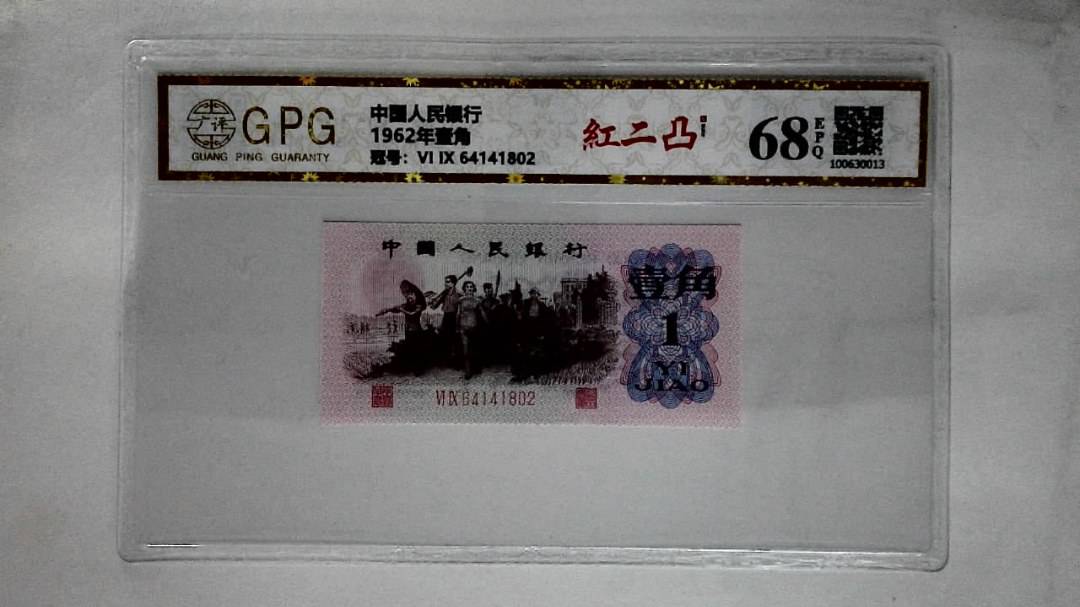 广评
GPG
GUANG PING GUARANTY
中国人民银行
1962年壹角
冠号: VI IX 64141802
紅二凸
68
EPQ
100630013
中國人民銀行
壹角
1
YI
JIAO
VI IX 64141802